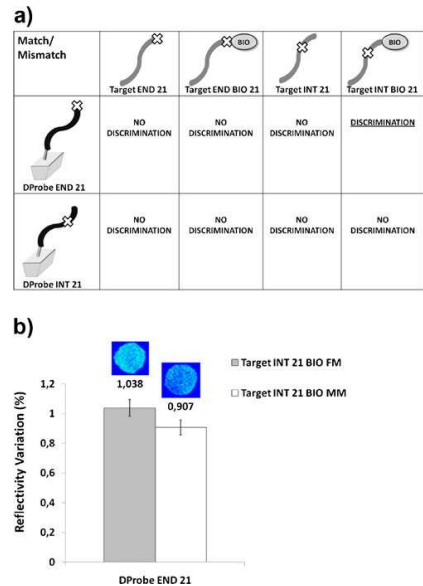 a)
Match/
Mismatch
Target END 21
BIO
Target END BIO 21
Target INT 21
BIO
Target INT BIO 21
DProbe END 21
NO
DISCRIMINATION
NO
DISCRIMINATION
NO
DISCRIMINATION
DISCRIMINATION
DProbe INT 21
NO
DISCRIMINATION
NO
DISCRIMINATION
NO
DISCRIMINATION
NO
DISCRIMINATION
b)
Reflectivity Variation (%)
1,2
1
0,8
0,6
0,4
0,2
0
1,038
0,907
Target INT 21 BIO FM
Target INT 21 BIO MM
DProbe END 21